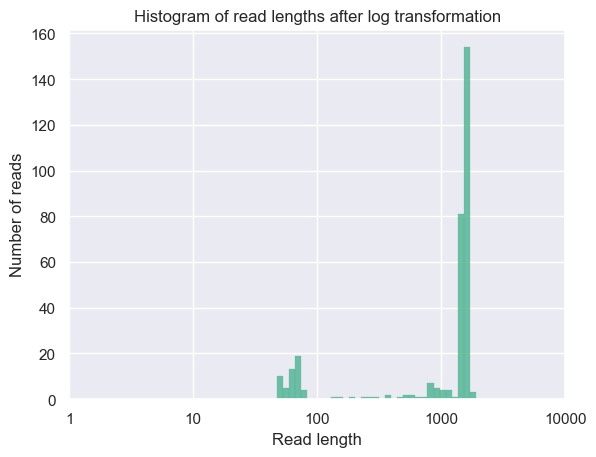 Histogram of read lengths after log transformation
160
140
120
100
80
60
40
20
0
Number of reads
1 10 100 1000 10000
Read length